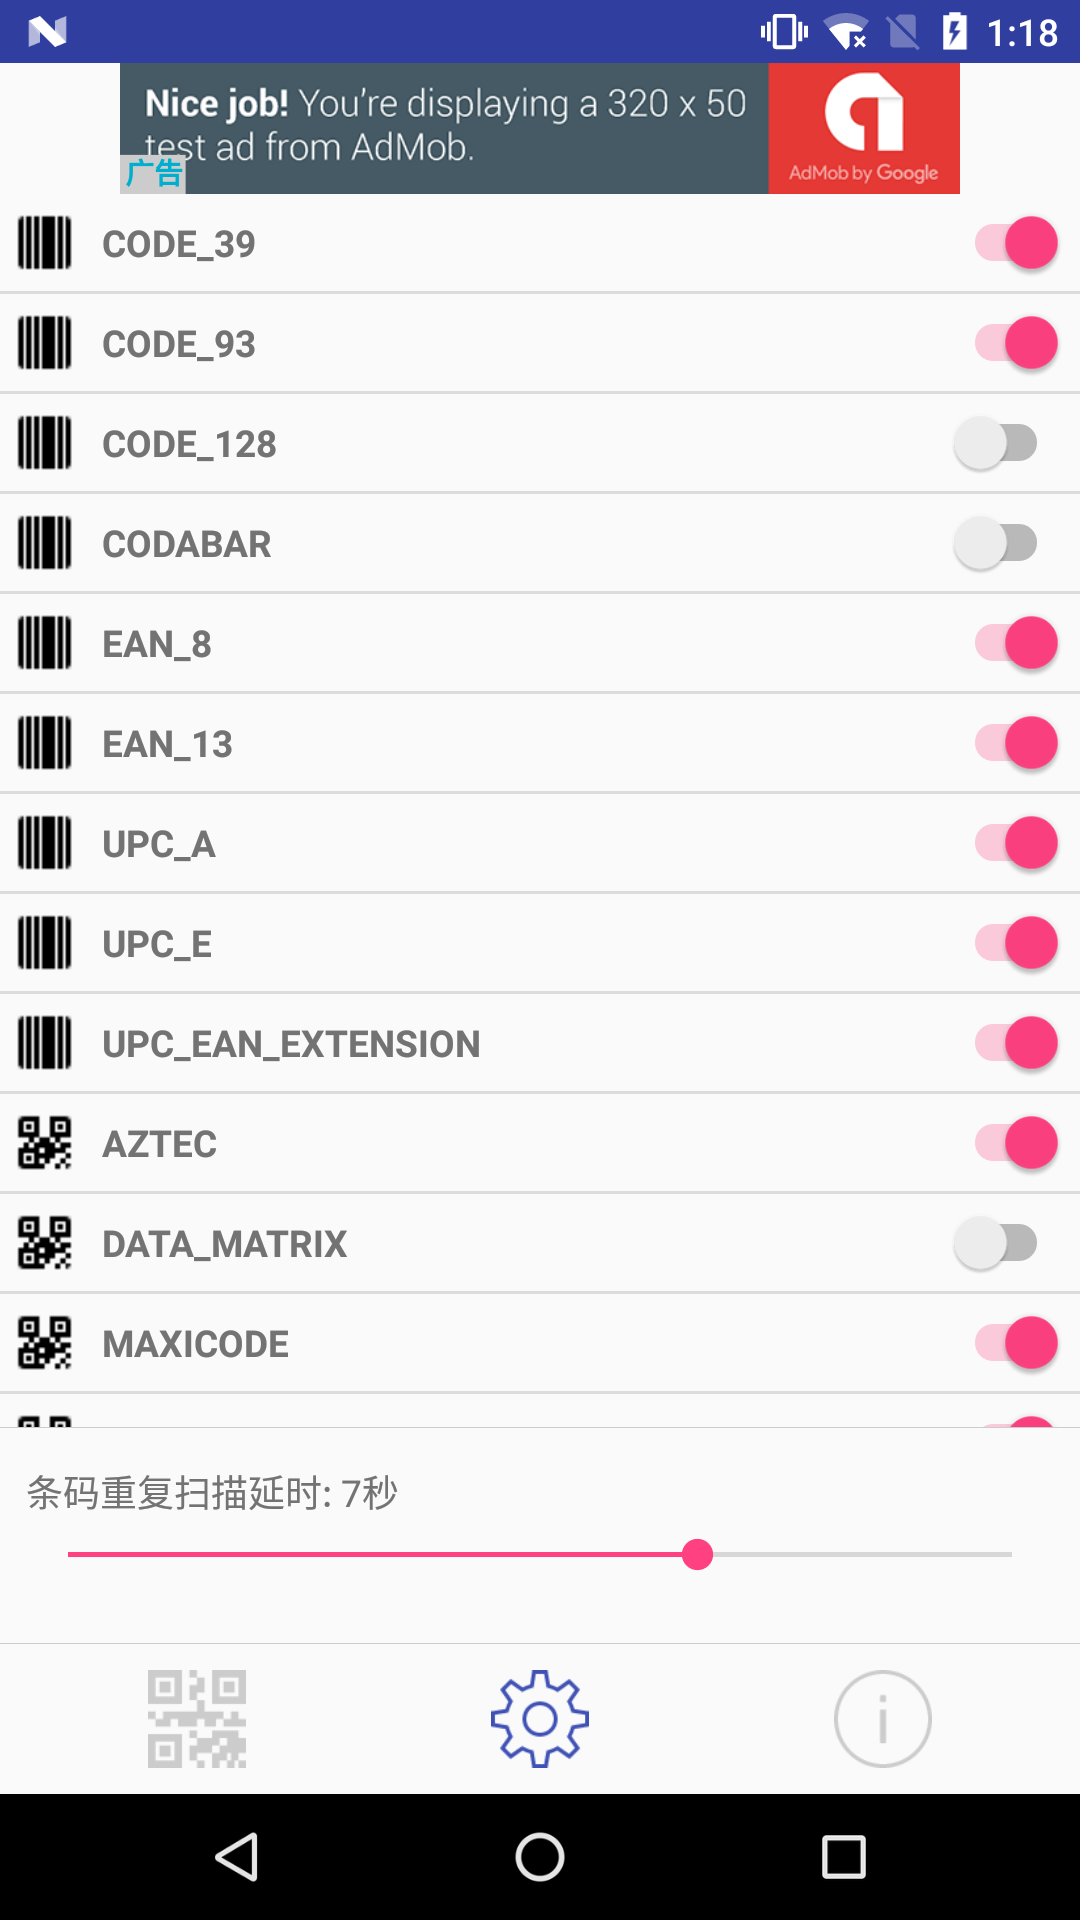 1:18
Nice job! You're displaying a 320 x 50
test ad from AdMob.
广告
AdMob by Google
CODE_39
CODE_93
CODE_128
CODABAR
EAN_8
EAN_13
UPC_A
UPC_E
UPC_EAN_EXTENSION
AZTEC
DATA_MATRIX
MAXICODE
条码重复扫描延时: 7秒